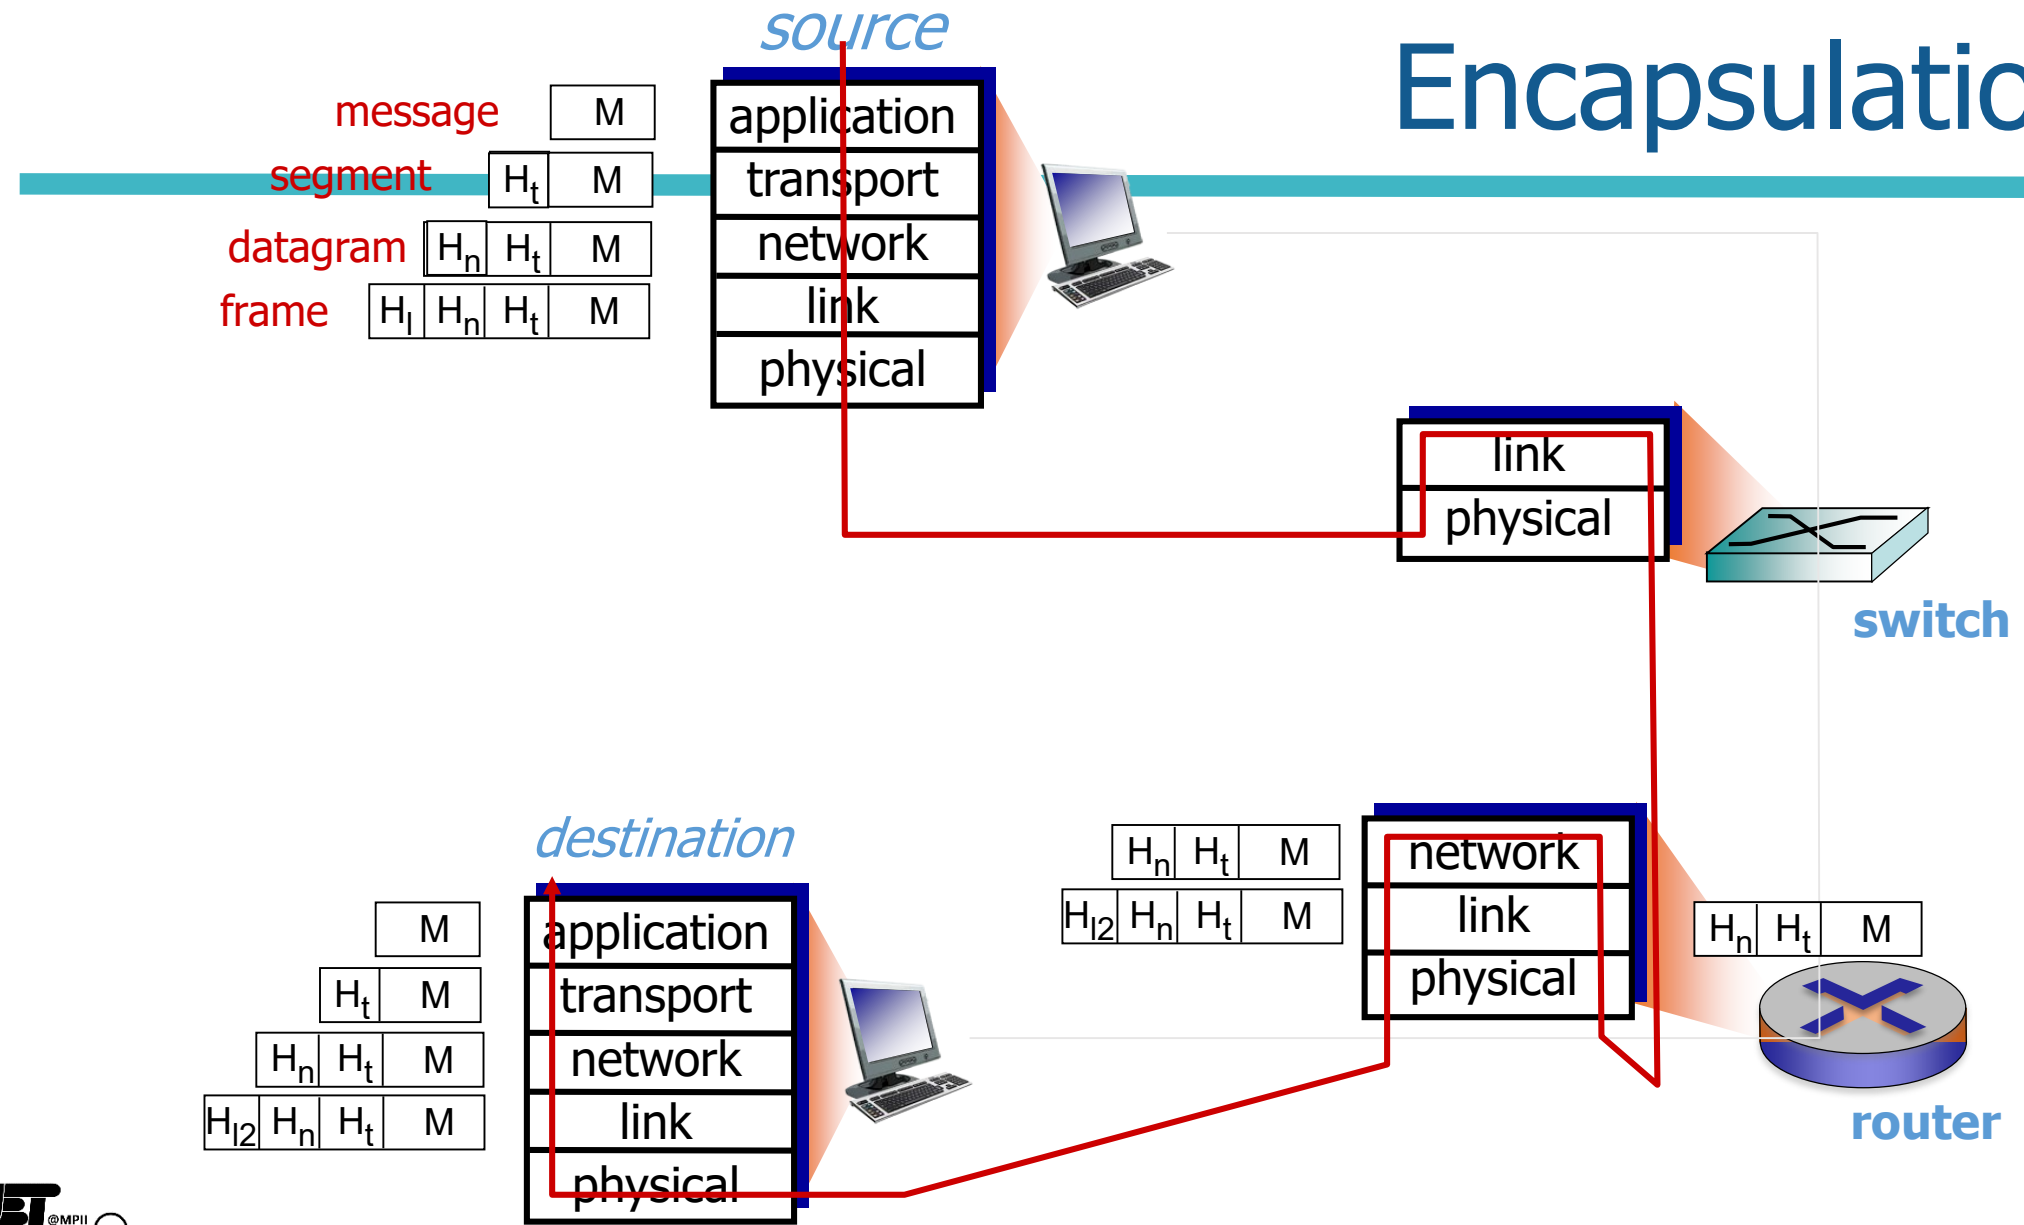 source
Encapsulatio
message M
application
segment Ht M
transport
datagram Hn Ht M
network
frame Hl Hn Ht M
link
physical
link
physical
switch
destination
Hn Ht M
network
Hl2 Hn Ht M
link
physical
Hn Ht M
router
M
application
Ht M
transport
Hn Ht M
network
Hl2 Hn Ht M
link
physical
@MPII